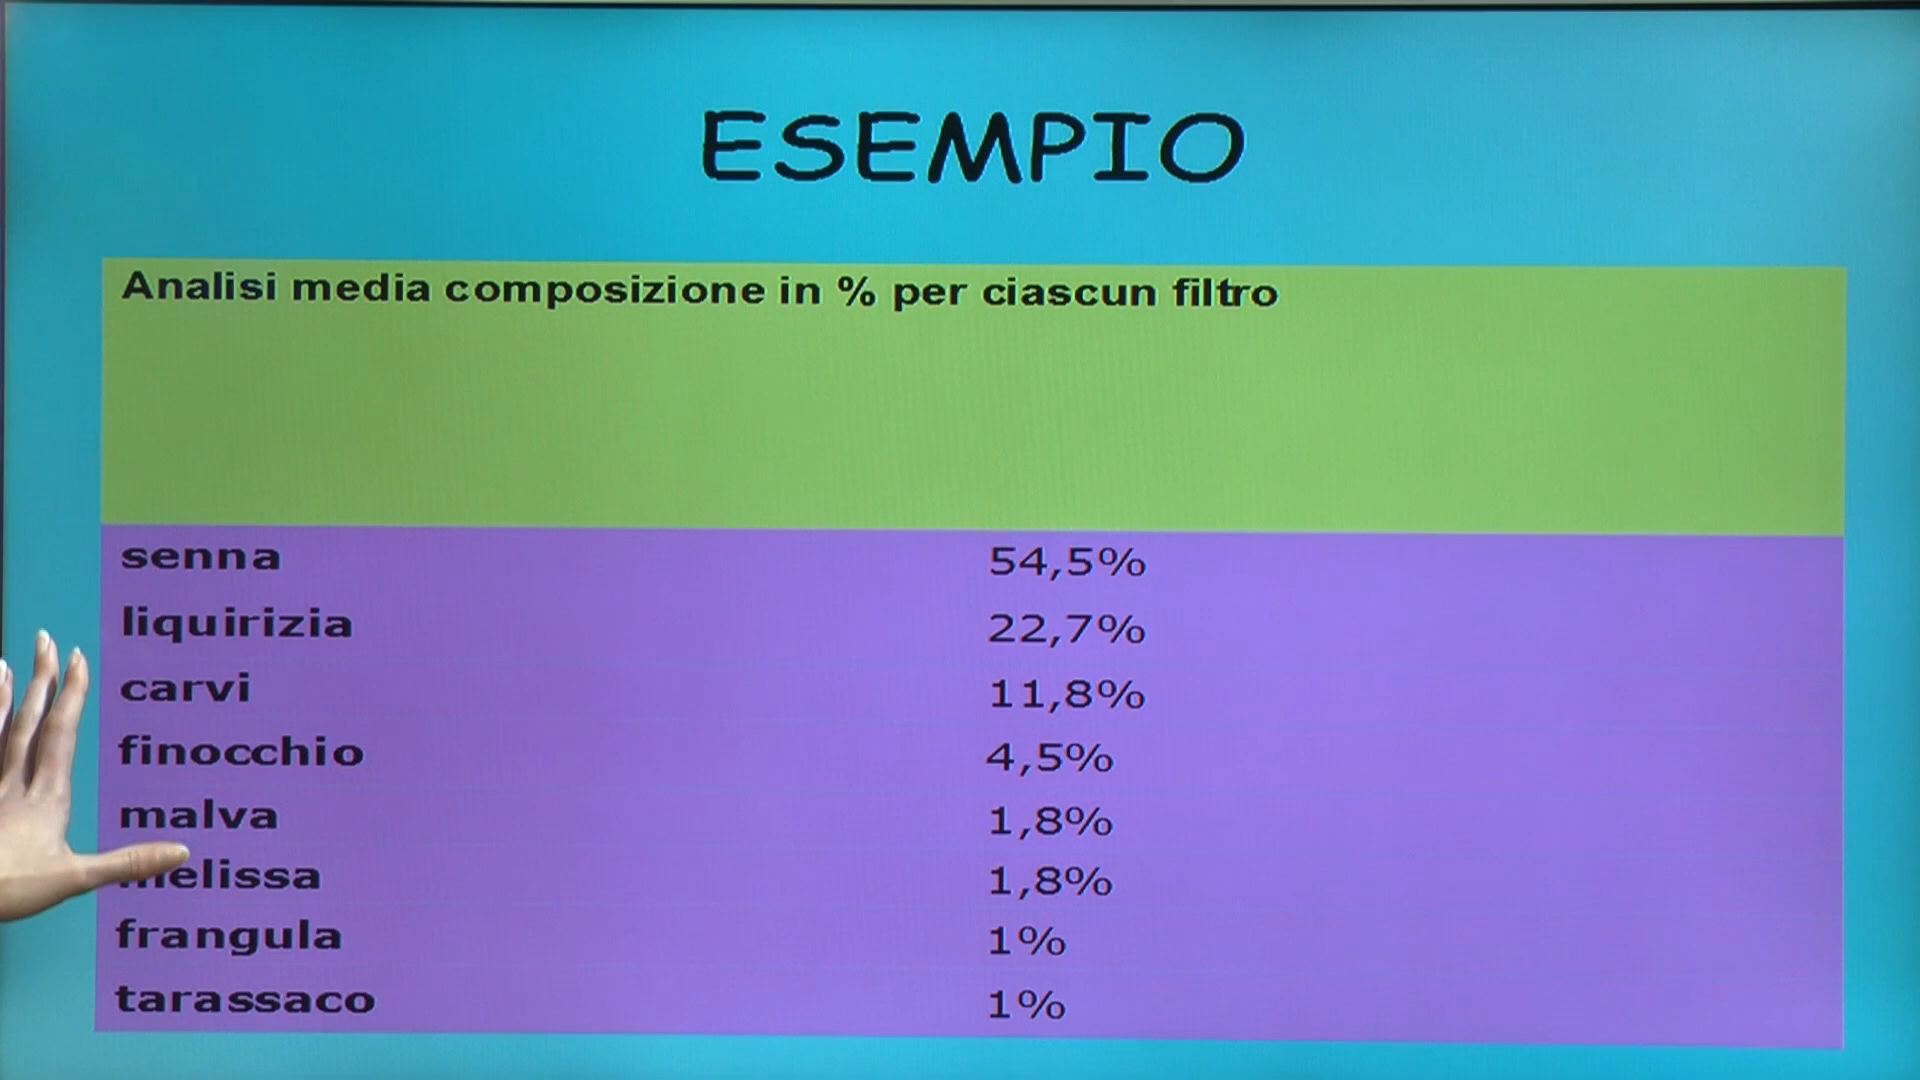 ESEMPIO
Analisi media composizione in % per ciascun filtro
senna 54,5%
liquirizia 22,7%
carvi 11,8%
finocchio 4,5%
malva 1,8%
melissa 1,8%
frangula 1%
tarassaco 1%